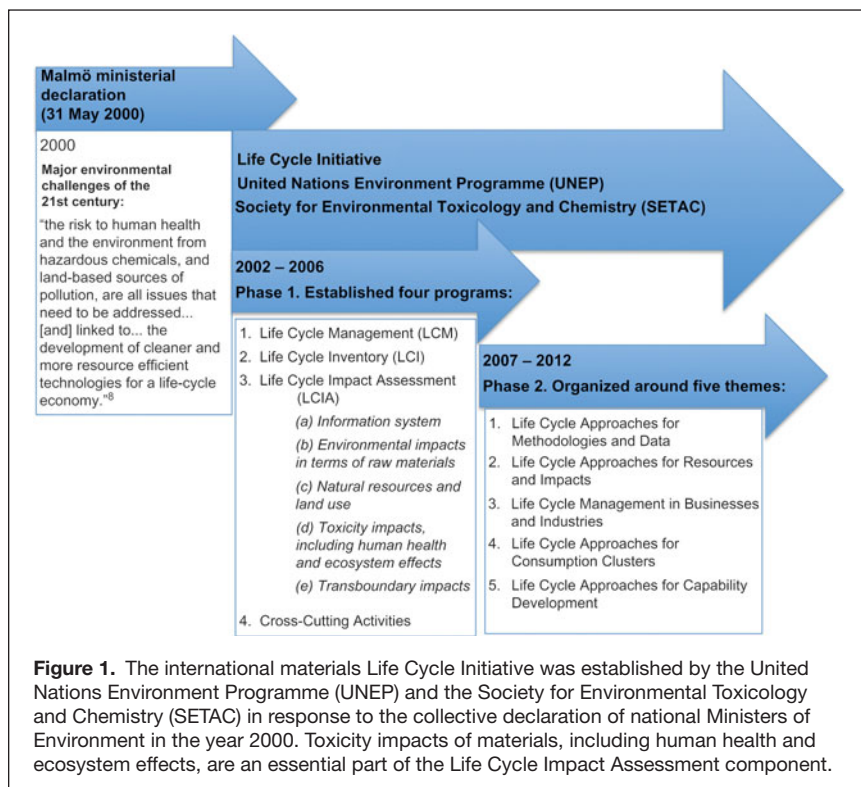 Malmö ministerial
declaration
(31 May 2000)
2000
Major environmental
challenges of the
21st century:
"the risk to human health
and the environment from
hazardous chemicals, and
land-based sources of
pollution, are all issues that
need to be addressed...
[and] linked to... the
development of cleaner and
more resource efficient
technologies for a life-cycle
economy."8
Life Cycle Initiative
United Nations Environment Programme (UNEP)
Society for Environmental Toxicology and Chemistry (SETAC)
2002 – 2006
Phase 1. Established four programs:
1. Life Cycle Management (LCM)
2. Life Cycle Inventory (LCI)
3. Life Cycle Impact Assessment
(LCIA)
(a) Information system
(b) Environmental impacts
in terms of raw materials
(c) Natural resources and
land use
(d) Toxicity impacts,
including human health
and ecosystem effects
(e) Transboundary impacts
4. Cross-Cutting Activities
2007 – 2012
Phase 2. Organized around five themes:
1. Life Cycle Approaches for
Methodologies and Data
2. Life Cycle Approaches for Resources
and Impacts
3. Life Cycle Management in Businesses
and Industries
4. Life Cycle Approaches for
Consumption Clusters
5. Life Cycle Approaches for Capability
Development
Figure 1. The international materials Life Cycle Initiative was established by the United
Nations Environment Programme (UNEP) and the Society for Environmental Toxicology
and Chemistry (SETAC) in response to the collective declaration of national Ministers of
Environment in the year 2000. Toxicity impacts of materials, including human health and
ecosystem effects, are an essential part of the Life Cycle Impact Assessment component.